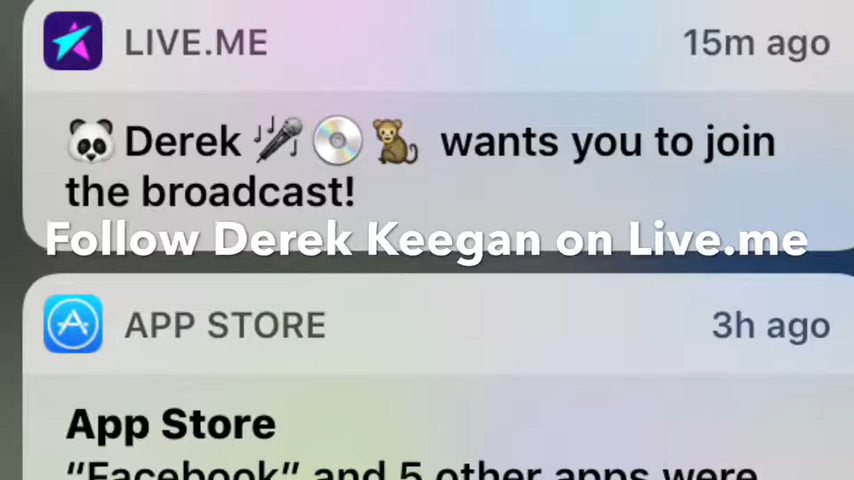 LIVE.ME 15m ago
🐼Derek 🎤💿🐒 wants you to join
the broadcast!
Follow Derek Keegan on Live.me
APP STORE 3h ago
App Store
“Facebook” and 5 other apps were